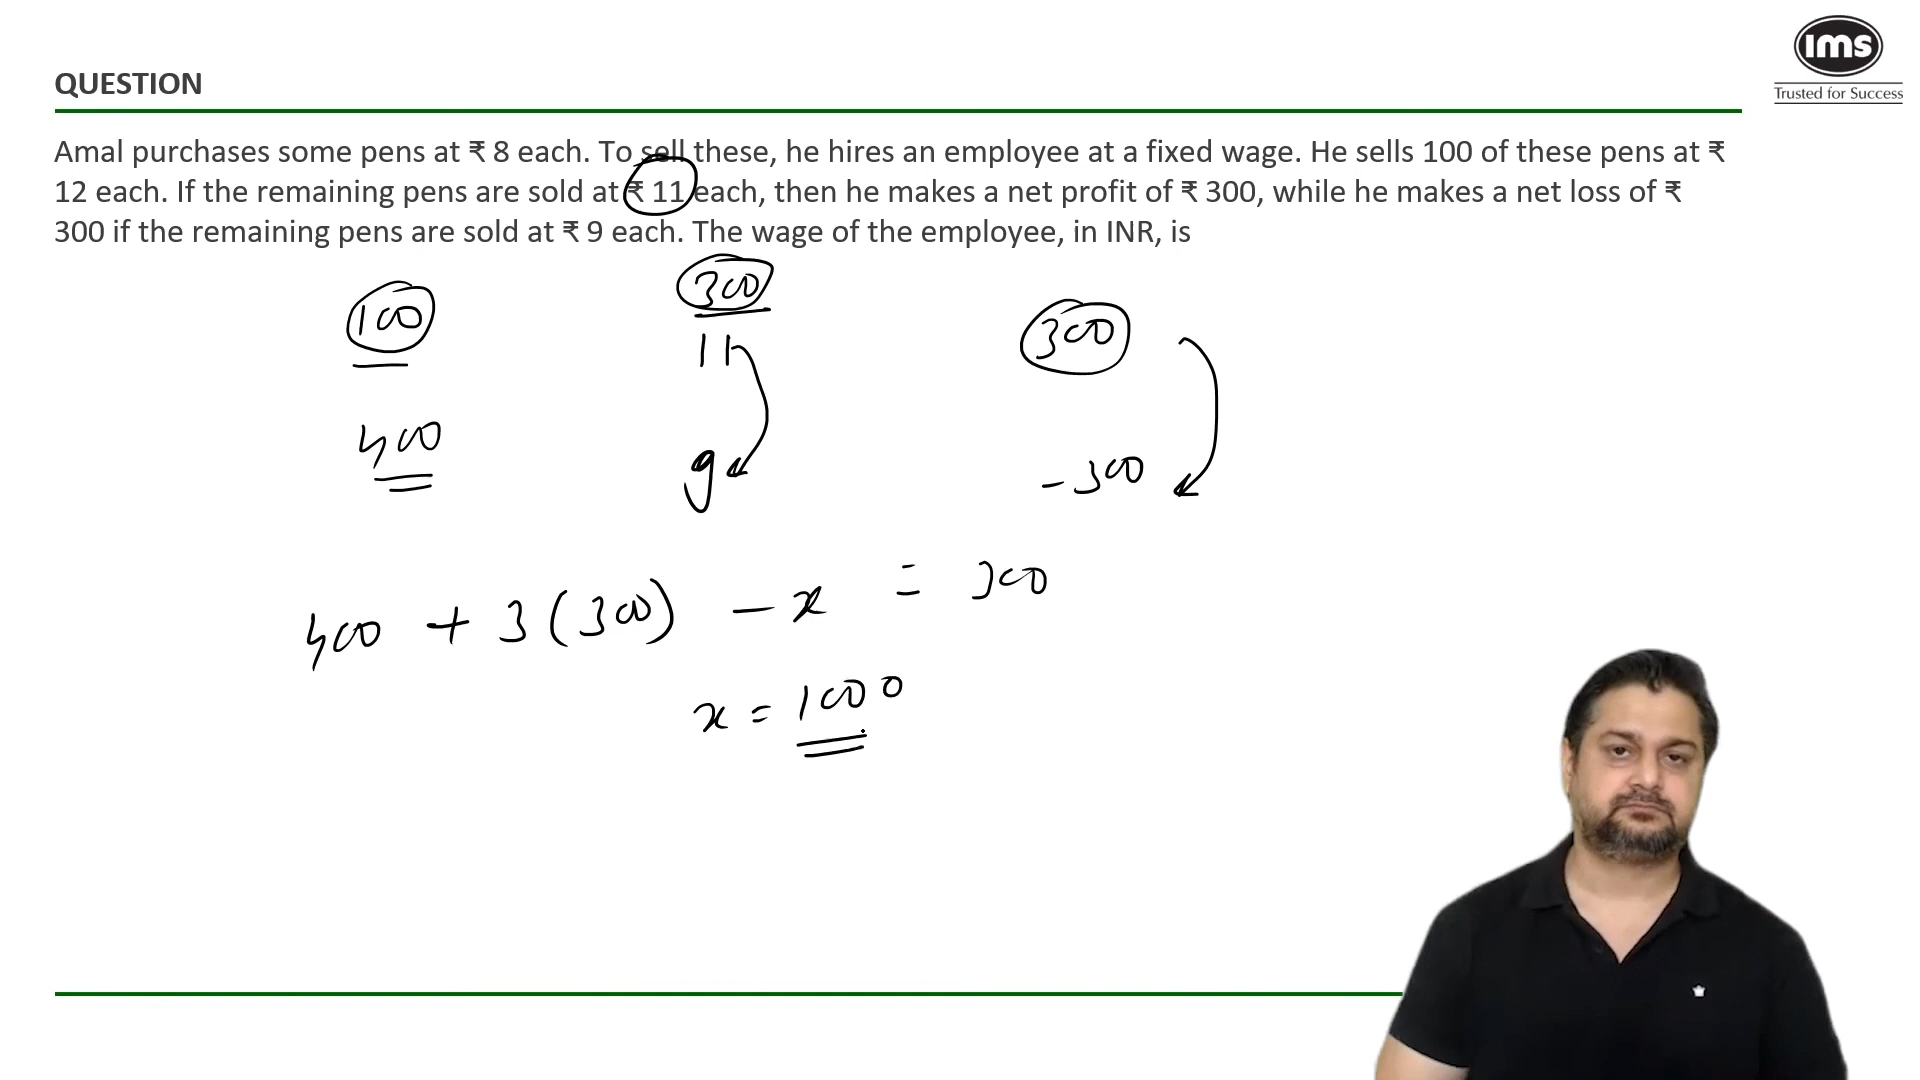 ims
Trusted for Success
QUESTION
Amal purchases some pens at ₹ 8 each. To sell these, he hires an employee at a fixed wage. He sells 100 of these pens at ₹
12 each. If the remaining pens are sold at ₹ 11 each, then he makes a net profit of ₹ 300, while he makes a net loss of ₹
300 if the remaining pens are sold at ₹ 9 each. The wage of the employee, in INR, is
100 300 300
11
400 9 -300
400 + 3 (300) - x = 300
x = 1000